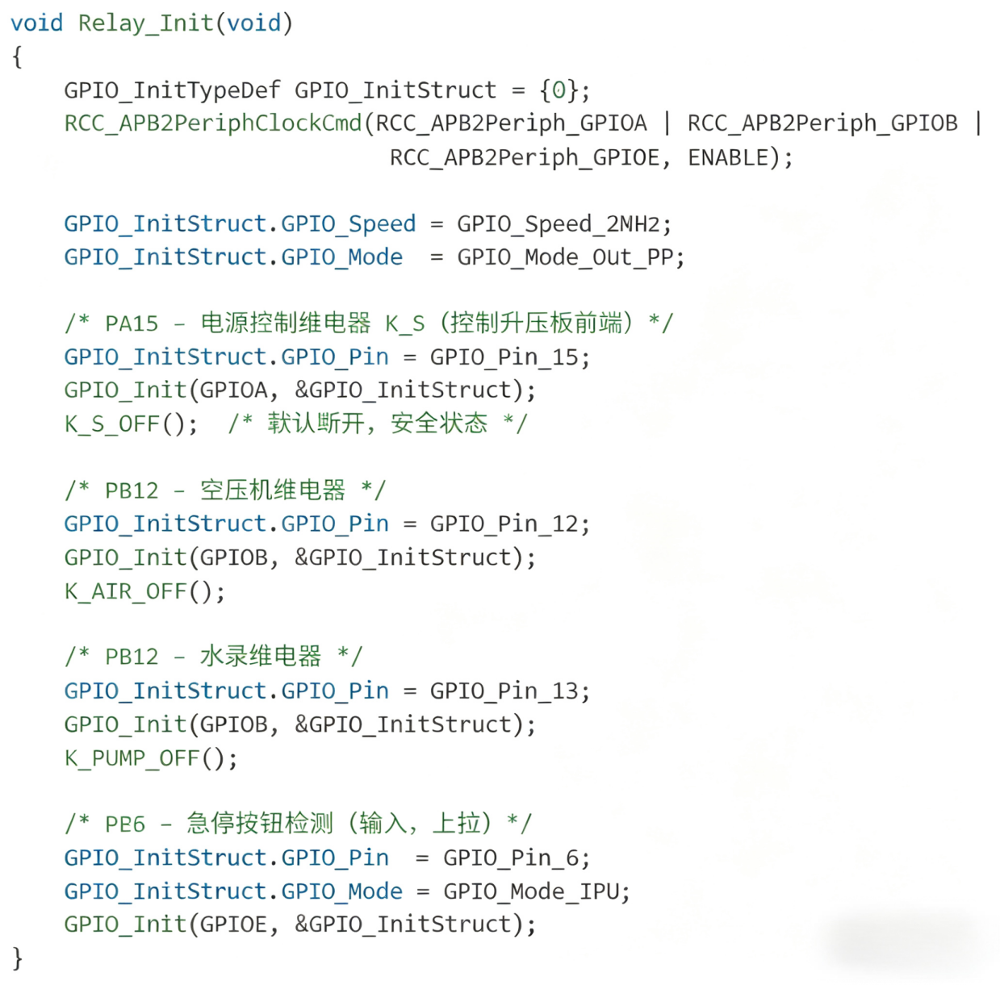 void Relay_Init(void)
{
    GPIO_InitTypeDef GPIO_InitStruct = {0};
    RCC_APB2PeriphClockCmd(RCC_APB2Periph_GPIOA | RCC_APB2Periph_GPIOB |
                           RCC_APB2Periph_GPIOE, ENABLE);

    GPIO_InitStruct.GPIO_Speed = GPIO_Speed_2NH2;
    GPIO_InitStruct.GPIO_Mode  = GPIO_Mode_Out_PP;

    /* PA15 – 电源控制维电器 K_S（控制升压板前端）*/
    GPIO_InitStruct.GPIO_Pin = GPIO_Pin_15;
    GPIO_Init(GPIOA, &GPIO_InitStruct);
    K_S_OFF();  /* 认断开，安全状态 */

    /* PB12 – 空压机维电器 */
    GPIO_InitStruct.GPIO_Pin = GPIO_Pin_12;
    GPIO_Init(GPIOB, &GPIO_InitStruct);
    K_AIR_OFF();

    /* PB12 – 水录维电器 */
    GPIO_InitStruct.GPIO_Pin = GPIO_Pin_13;
    GPIO_Init(GPIOB, &GPIO_InitStruct);
    K_PUMP_OFF();

    /* PE6 – 急停按钮检测（输入，上拉）*/
    GPIO_InitStruct.GPIO_Pin  = GPIO_Pin_6;
    GPIO_InitStruct.GPIO_Mode = GPIO_Mode_IPU;
    GPIO_Init(GPIOE, &GPIO_InitStruct);
}